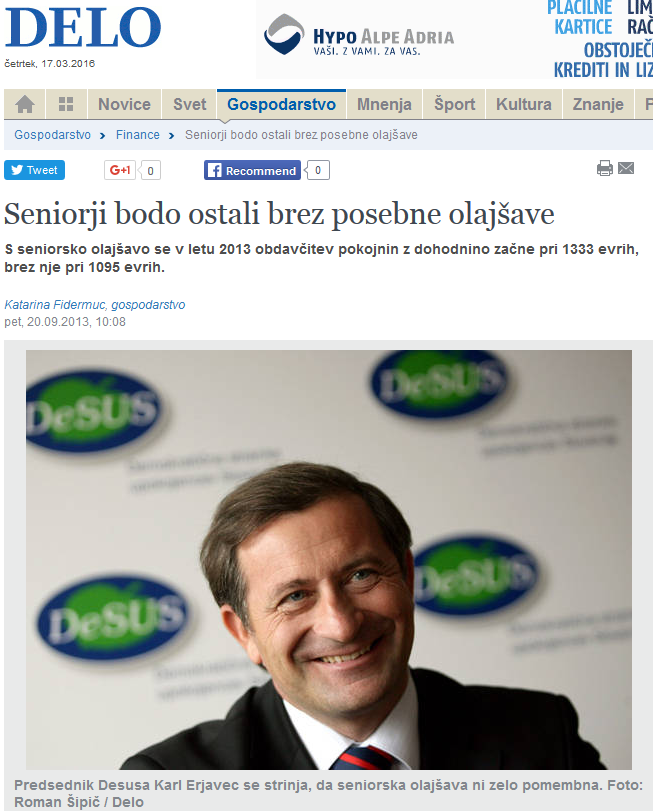 DELO
četrtek, 17.03.2016
HYPO ALPE ADRIA
VAŠI. Z VAMI. ZA VAS.
PLAČILNE
KARTICE
OBSTOJEČ
KREDITI IN LIZ
Novice Svet Gospodarstvo Mnenja Šport Kultura Znanje
Gospodarstvo Finance Seniorji bodo ostali brez posebne olajšave
Tweet G+1 0 Recommend 0
Seniorji bodo ostali brez posebne olajšave
S seniorsko olajšavo se v letu 2013 obdavčitev pokojnin z dohodnino začne pri 1333 evrih,
brez nje pri 1095 evrih.
Katarina Fidermuc, gospodarstvo
pet, 20.09.2013, 10:08
DeSUS
DeSUS
DeSUS
DeSUS
Predsednik Desusa Karl Erjavec se strinja, da seniorska olajšava ni zelo pomembna. Foto:
Roman Šipić / Delo